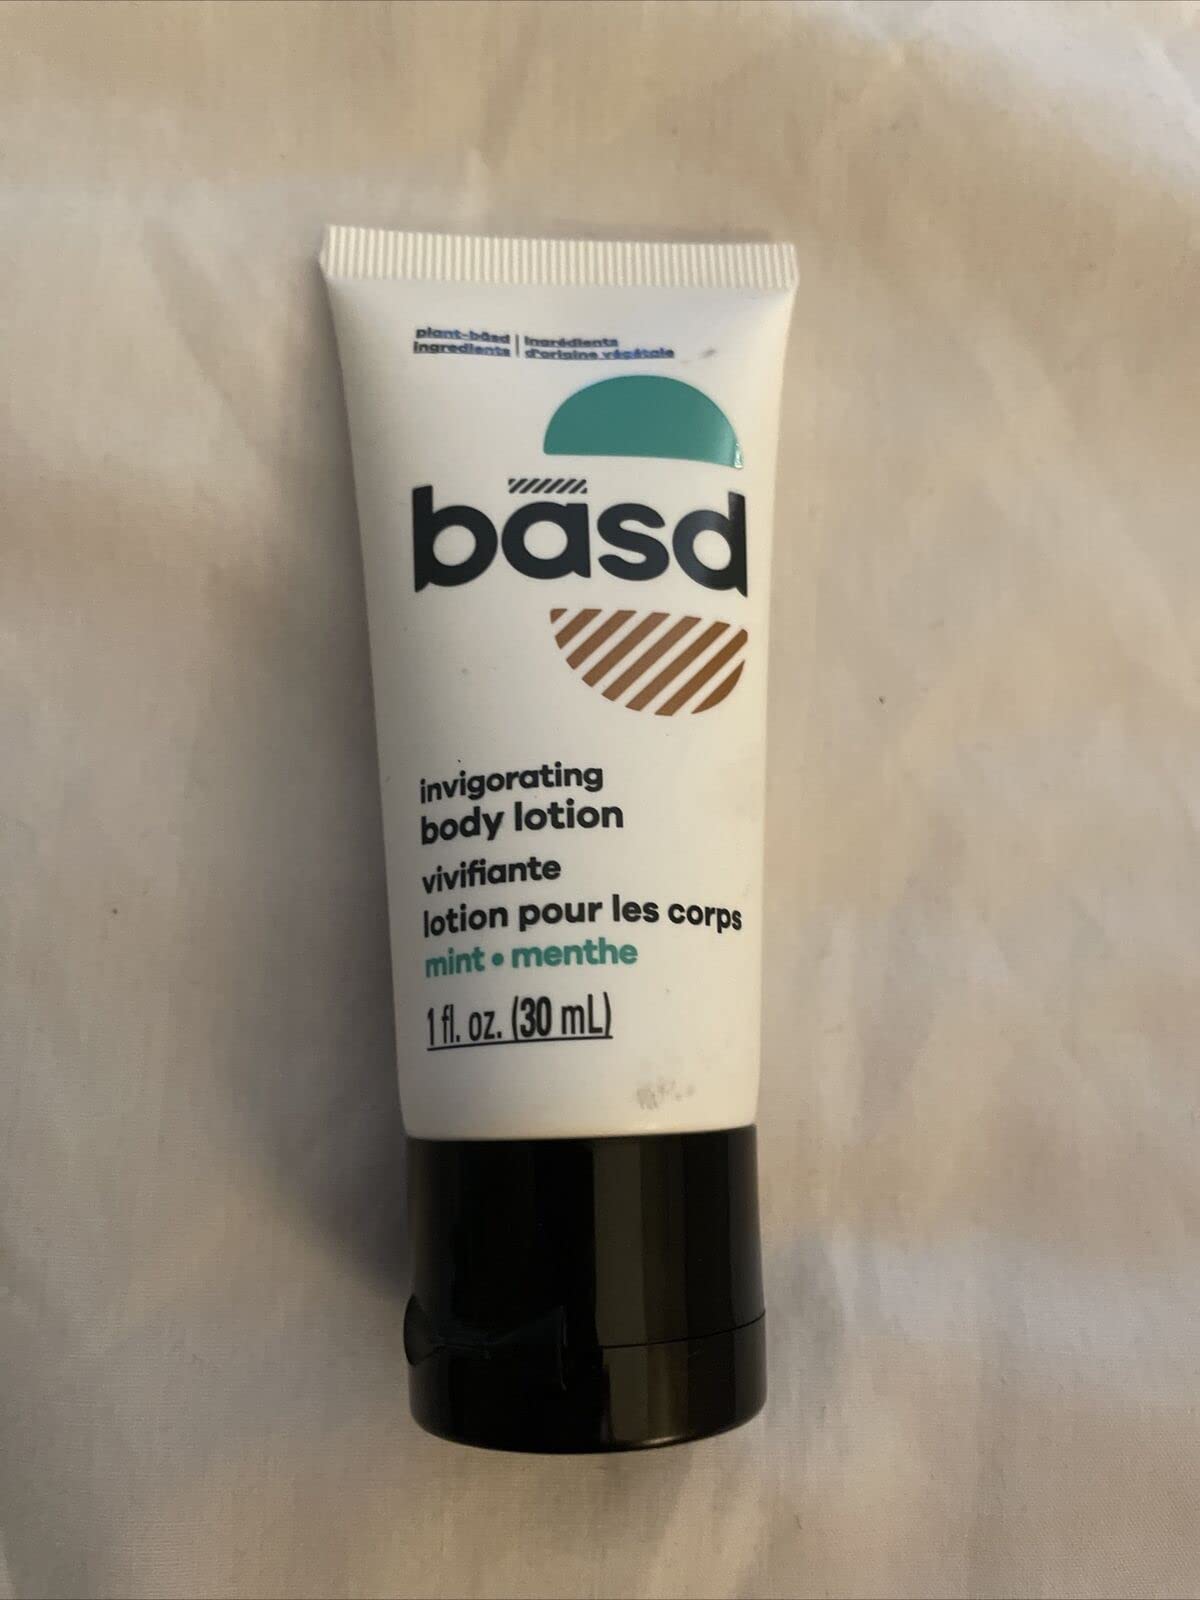 plant-bāsd | Ingrédients
ingredients | d'origine végétale
bāsd
invigorating
body lotion
vivifiante
lotion pour les corps
mint • menthe
1 fl. oz. (30 mL)